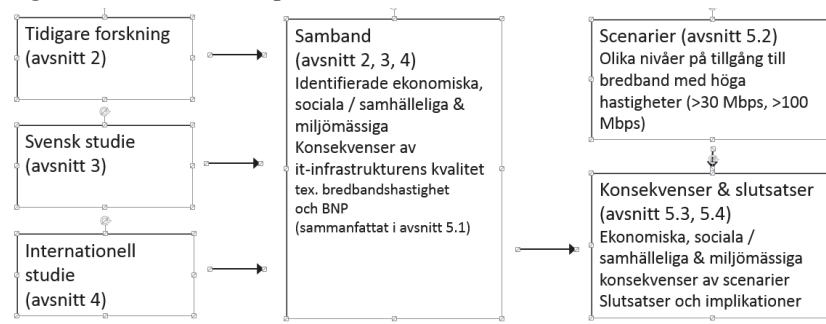 Tidigare forskning
(avsnitt 2)
Svensk studie
(avsnitt 3)
Internationell
studie
(avsnitt 4)
Samband
(avsnitt 2, 3, 4)
Identifierade ekonomiska,
sociala / samhälleliga &
miljömässiga
Konsekvenser av
it-infrastrukturens kvalitet
tex. bredbandshastighet
och BNP
(sammanfattat i avsnitt 5.1)
Scenarier (avsnitt 5.2)
Olika nivåer på tillgång till
bredband med höga
hastigheter (>30 Mbps, >100
Mbps)
Konsekvenser & slutsatser
(avsnitt 5.3, 5.4)
Ekonomiska, sociala /
samhälleliga & miljömässiga
konsekvenser av scenarier
Slutsatser och implikationer